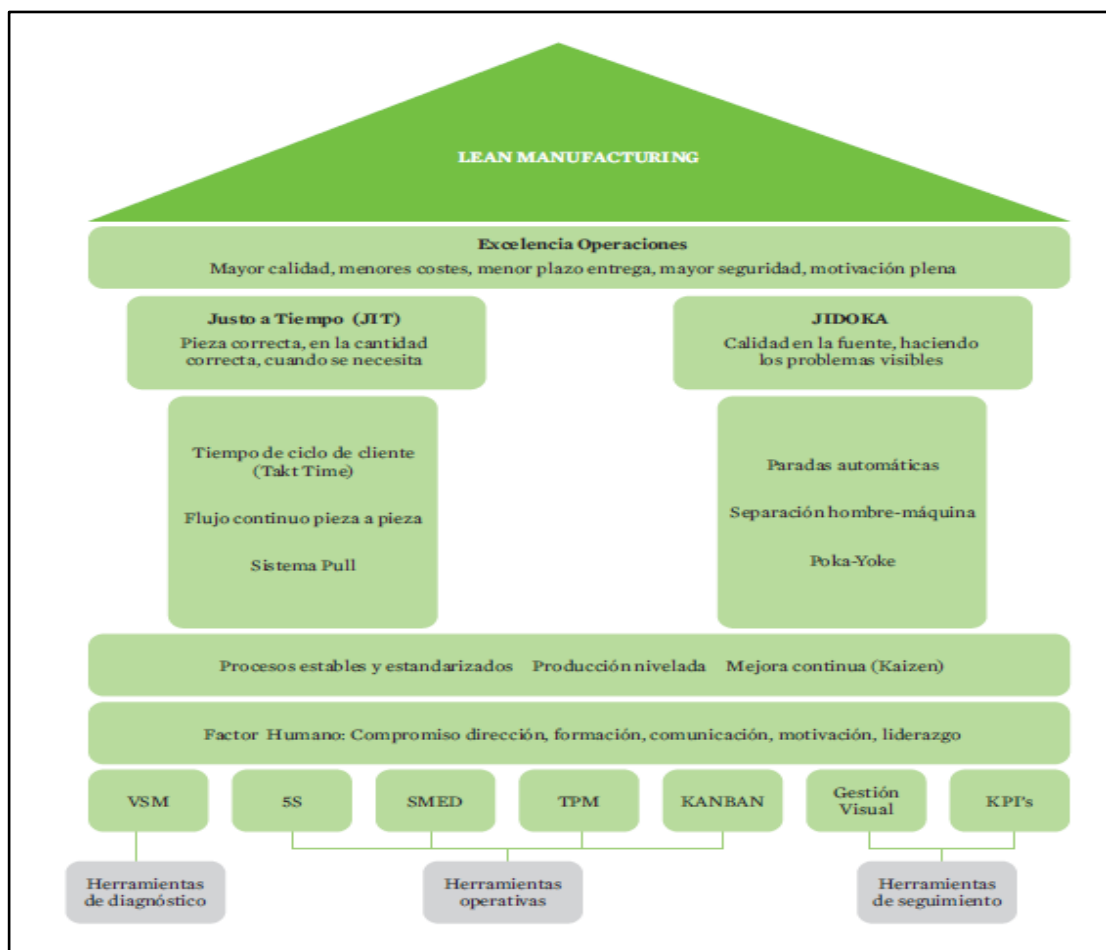 LEAN MANUFACTURING
Excelencia Operaciones
Mayor calidad, menores costes, menor plazo entrega, mayor seguridad, motivación plena
Justo a Tiempo (JIT)
Pieza correcta, en la cantidad
correcta, cuando se necesita
JIDOKA
Calidad en la fuente, haciendo
los problemas visibles
Tiempo de ciclo de cliente
(Takt Time)
Flujo continuo pieza a pieza
Sistema Pull
Paradas automáticas
Separación hombre-máquina
Poka-Yoke
Procesos estables y estandarizados Producción nivelada Mejora continua (Kaizen)
Factor Humano: Compromiso dirección, formación, comunicación, motivación, liderazgo
VSM
5S
SMED
TPM
KANBAN
Gestión
Visual
KPI's
Herramientas
de diagnóstico
Herramientas
operativas
Herramientas
de seguimiento